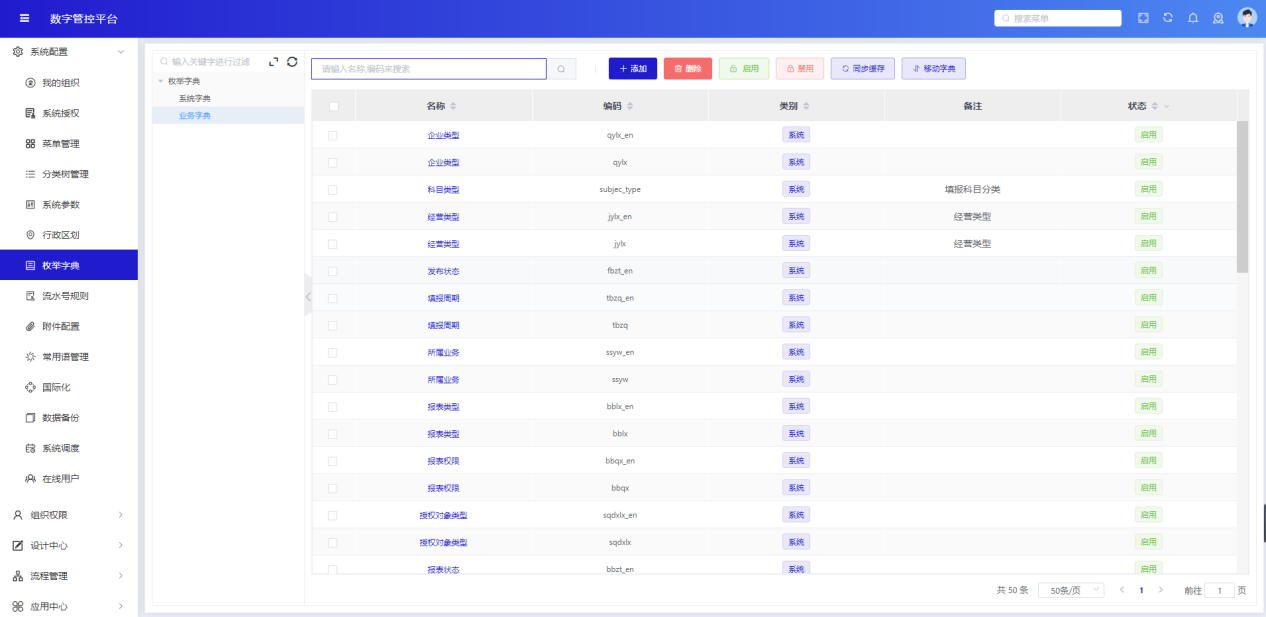 数字管控平台
搜索菜单
系统配置
我的组织
系统授权
菜单管理
分类树管理
系统参数
行政区划
枚举字典
流水号规则
附件配置
常用语管理
国际化
数据备份
系统调度
在线用户
组织权限
设计中心
流程管理
应用中心
输入关键字进行过滤
枚举字典
系统字典
业务字典
请输入名称,编码来搜索
添加 删除 启用 禁用 同步缓存 移动字典
名称 编码 类别 备注 状态
企业类型 qylx_en 系统 启用
企业类型 qylx 系统 启用
科目类型 subjec_type 系统 填报科目分类 启用
经营类型 jylx_en 系统 经营类型 启用
经营类型 jylx 系统 经营类型 启用
发布状态 fbzt_en 系统 启用
填报周期 tbzq_en 系统 启用
填报周期 tbzq 系统 启用
所属业务 ssyw_en 系统 启用
所属业务 ssyw 系统 启用
报表类型 bblx_en 系统 启用
报表类型 bblx 系统 启用
报表权限 bbqx_en 系统 启用
报表权限 bbqx 系统 启用
授权对象类型 sqdxlx_en 系统 启用
授权对象类型 sqdxlx 系统 启用
报表状态 bbzt_en 系统 启用
共 50 条 50条/页 1 前往 1 页